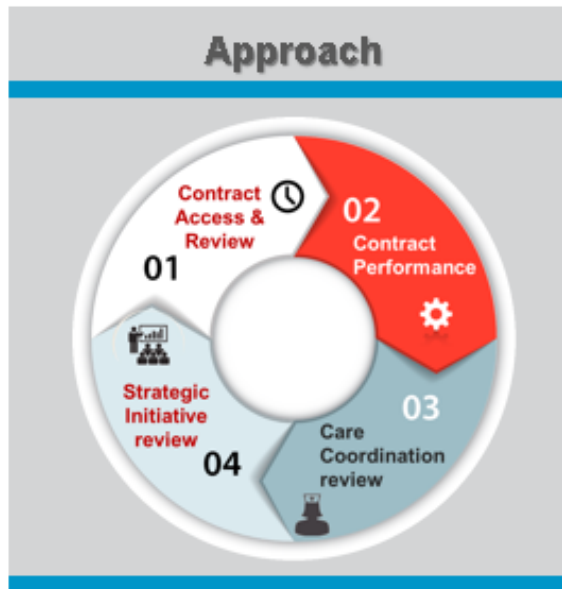 Approach
Contract
Access &
Review
01
02
Contract
Performance
03
Care
Coordination
review
Strategic
Initiative
review
04